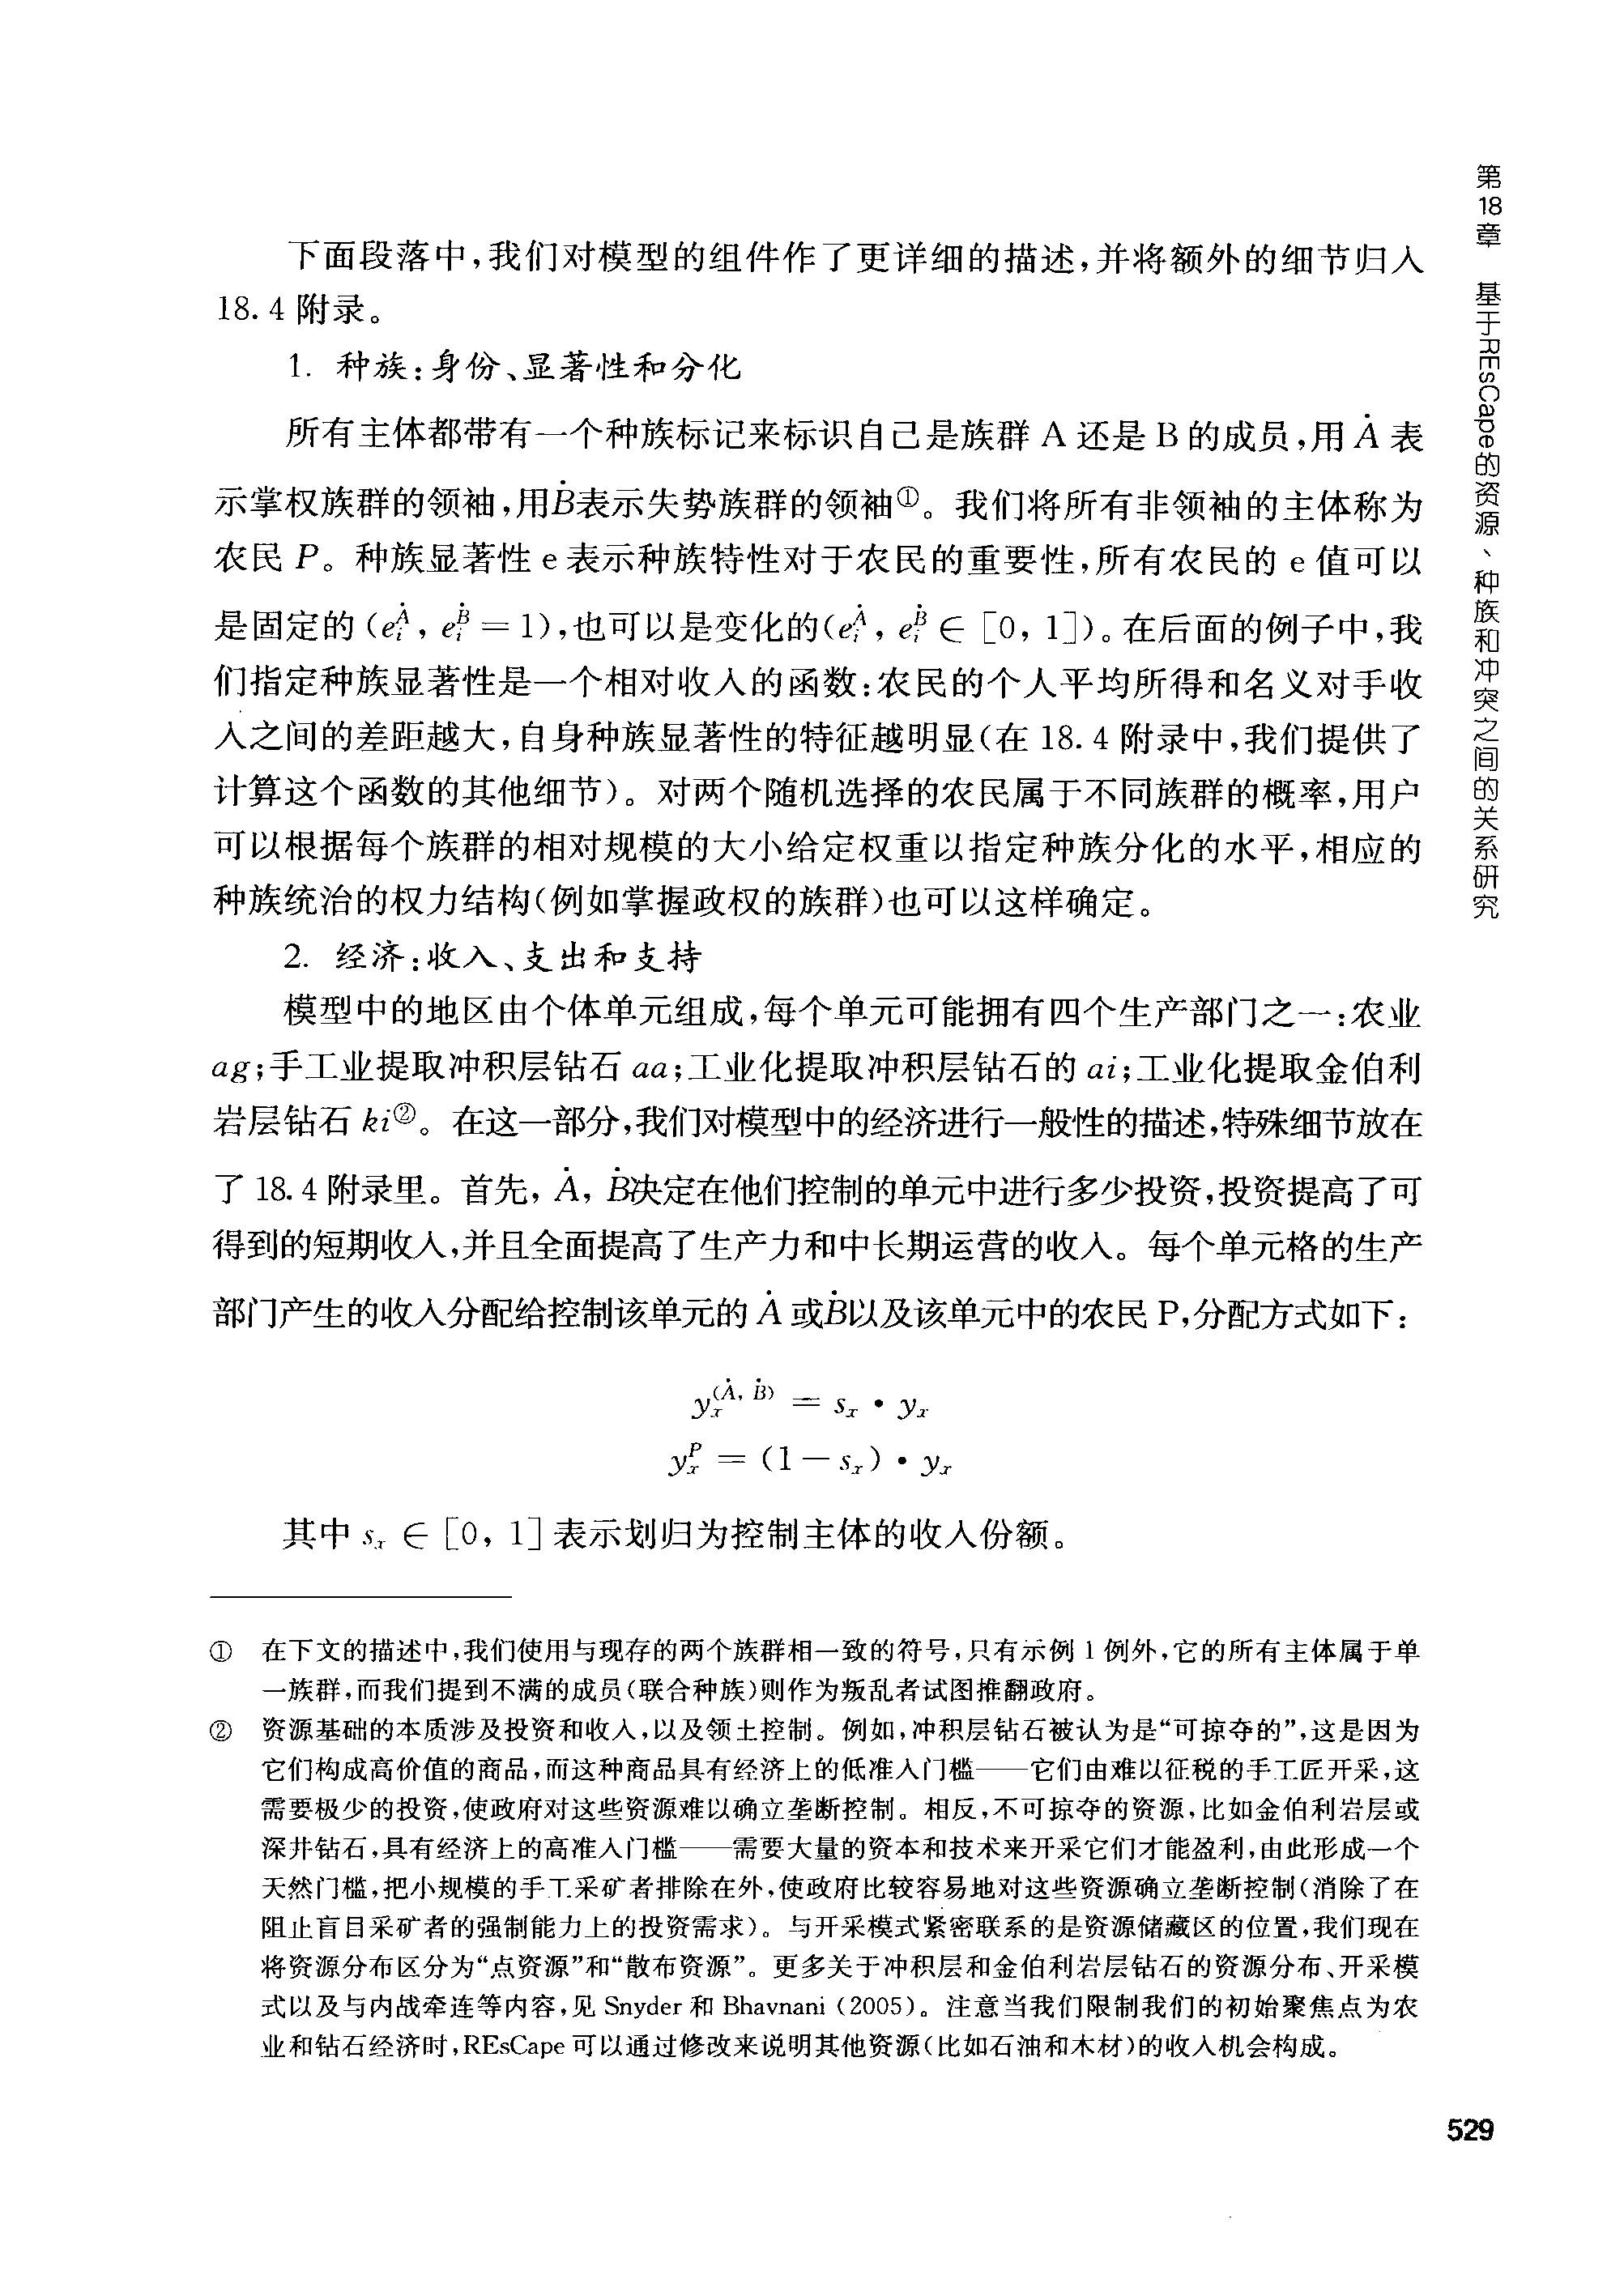 第18章 基于REsCape的资源、种族和冲突之间的关系研究
下面段落中,我们对模型的组件作了更详细的描述,并将额外的细节归入
18.4 附录。
1. 种族:身份、显著性和分化
所有主体都带有一个种族标记来标识自己是族群 A 还是 B 的成员,用 Ȧ 表
示掌权族群的领袖,用Ḃ表示失势族群的领袖①。我们将所有非领袖的主体称为
农民 P。种族显著性 e 表示种族特性对于农民的重要性,所有农民的 e 值可以
是固定的 (e_i^Ȧ, e_i^Ḃ = 1),也可以是变化的(e_i^Ȧ, e_i^Ḃ ∈ [0, 1])。在后面的例子中,我
们指定种族显著性是一个相对收入的函数:农民的个人平均所得和名义对手收
入之间的差距越大,自身种族显著性的特征越明显(在 18.4 附录中,我们提供了
计算这个函数的其他细节)。对两个随机选择的农民属于不同族群的概率,用户
可以根据每个族群的相对规模的大小给定权重以指定种族分化的水平,相应的
种族统治的权力结构(例如掌握政权的族群)也可以这样确定。
2. 经济:收入、支出和支持
模型中的地区由个体单元组成,每个单元可能拥有四个生产部门之一:农业
ag;手工业提取冲积层钻石 aa;工业化提取冲积层钻石的 ai;工业化提取金伯利
岩层钻石 ki②。在这一部分,我们对模型中的经济进行一般性的描述,特殊细节放在
了 18.4 附录里。首先, Ȧ, Ḃ决定在他们控制的单元中进行多少投资,投资提高了可
得到的短期收入,并且全面提高了生产力和中长期运营的收入。每个单元格的生产
部门产生的收入分配给控制该单元的 Ȧ 或Ḃ以及该单元中的农民 P,分配方式如下:
y_x^(Ȧ, Ḃ) = s_x • y_x
y_x^P = (1 − s_x) • y_x
其中 s_x ∈ [0, 1] 表示划归为控制主体的收入份额。
① 在下文的描述中,我们使用与现存的两个族群相一致的符号,只有示例 1 例外,它的所有主体属于单
一族群,而我们提到不满的成员(联合种族)则作为叛乱者试图推翻政府。
② 资源基础的本质涉及投资和收入,以及领土控制。例如,冲积层钻石被认为是“可掠夺的”,这是因为
它们构成高价值的商品,而这种商品具有经济上的低准入门槛——它们由难以征税的手工匠开采,这
需要极少的投资,使政府对这些资源难以确立垄断控制。相反,不可掠夺的资源,比如金伯利岩层或
深井钻石,具有经济上的高准入门槛——需要大量的资本和技术来开采它们才能盈利,由此形成一个
天然门槛,把小规模的手工采矿者排除在外,使政府比较容易地对这些资源确立垄断控制(消除了在
阻止盲目采矿者的强制能力上的投资需求)。与开采模式紧密联系的是资源储藏区的位置,我们现在
将资源分布区分为“点资源”和“散布资源”。更多关于冲积层和金伯利岩层钻石的资源分布、开采模
式以及与内战牵连等内容,见 Snyder 和 Bhavnani (2005)。注意当我们限制我们的初始聚焦点为农
业和钻石经济时,REsCape 可以通过修改来说明其他资源(比如石油和木材)的收入机会构成。
529